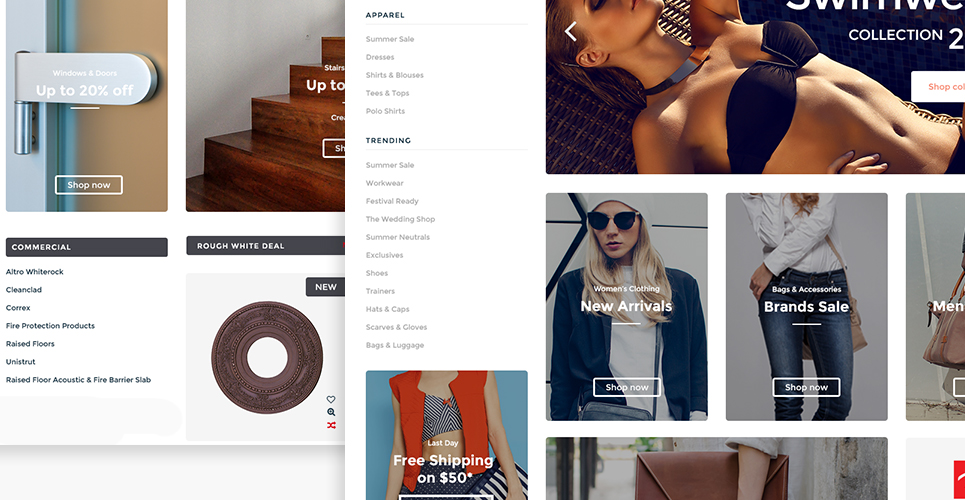 Windows & Doors
Up to 20% off
Shop now
Stairs
Up to
Crea
Sh
COMMERCIAL
Altro Whiterock
Cleanclad
Correx
Fire Protection Products
Raised Floors
Unistrut
Raised Floor Acoustic & Fire Barrier Slab
ROUGH WHITE DEAL
NEW
APPAREL
Summer Sale
Dresses
Shirts & Blouses
Tees & Tops
Polo Shirts
TRENDING
Summer Sale
Workwear
Festival Ready
The Wedding Shop
Summer Neutrals
Exclusives
Shoes
Trainers
Hats & Caps
Scarves & Gloves
Bags & Luggage
Last Day
Free Shipping
on $50*
Swimwe
COLLECTION 2
Shop col
Women's Clothing
New Arrivals
Shop now
Bags & Accessories
Brands Sale
Shop now
Men